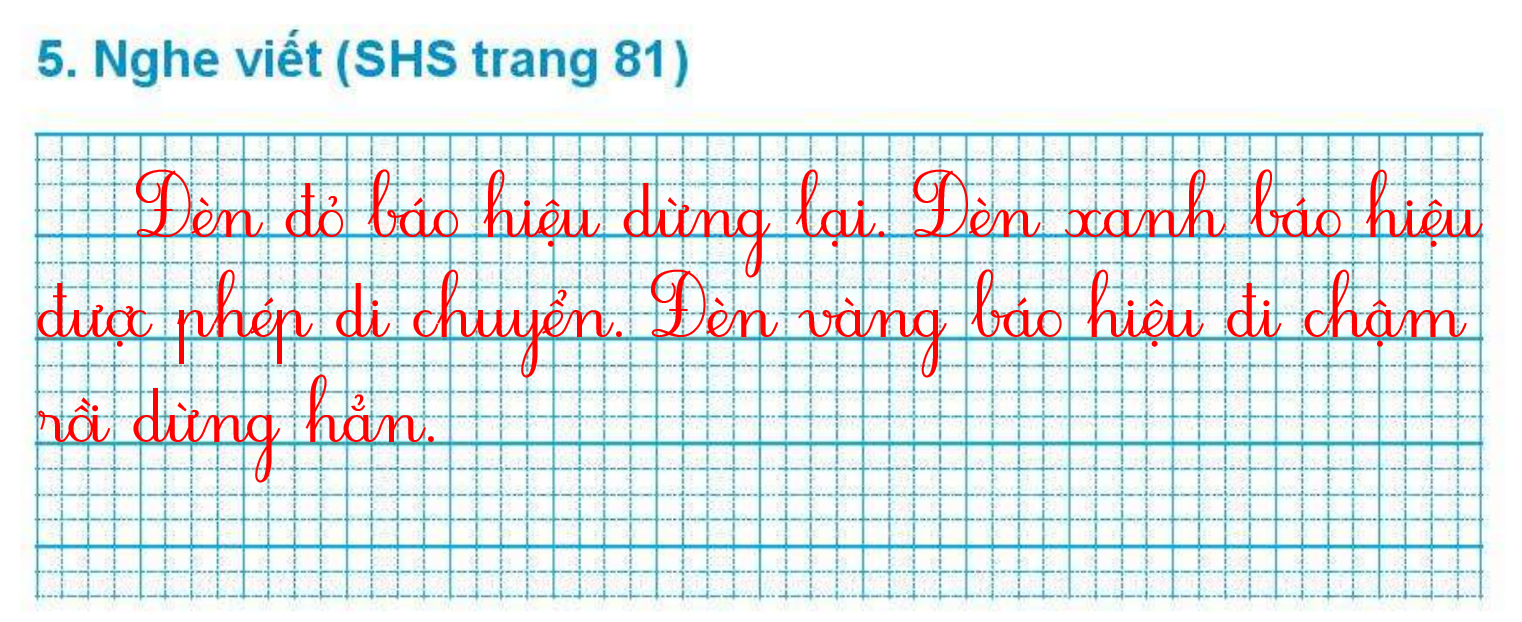 5. Nghe viết (SHS trang 81)
Đèn đỏ báo hiệu dừng lại. Đèn xanh báo hiệu
được phép di chuyển. Đèn vàng báo hiệu đi chậm
rồi dừng hẳn.